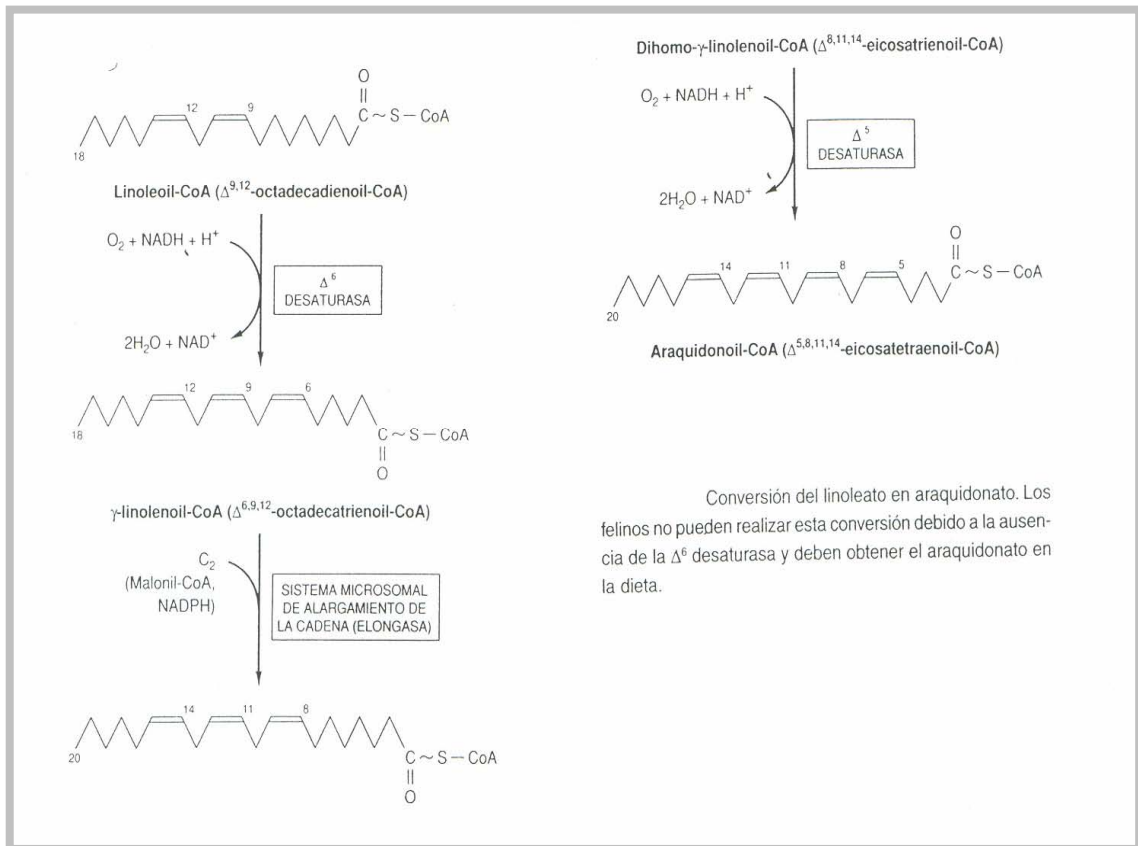 12 9
O
||
C ~ S — CoA
18
Linoleoil-CoA (Δ9,12-octadecadienoil-CoA)
O2 + NADH + H+
Δ6
DESATURASA
2H2O + NAD+
12 9 6
18
C ~ S — CoA
||
O
γ-linolenoil-CoA (Δ6,9,12-octadecatrienoil-CoA)
C2
(Malonil-CoA,
NADPH)
SISTEMA MICROSOMAL
DE ALARGAMIENTO DE
LA CADENA (ELONGASA)
14 11 8
20
C ~ S — CoA
||
O
Dihomo-γ-linolenoil-CoA (Δ8,11,14-eicosatrienoil-CoA)
O2 + NADH + H+
Δ5
DESATURASA
2H2O + NAD+
O
||
14 11 8 5
C ~ S — CoA
20
Araquidonoil-CoA (Δ5,8,11,14-eicosatetraenoil-CoA)
Conversión del linoleato en araquidonato. Los
felinos no pueden realizar esta conversión debido a la ausen-
cia de la Δ6 desaturasa y deben obtener el araquidonato en
la dieta.